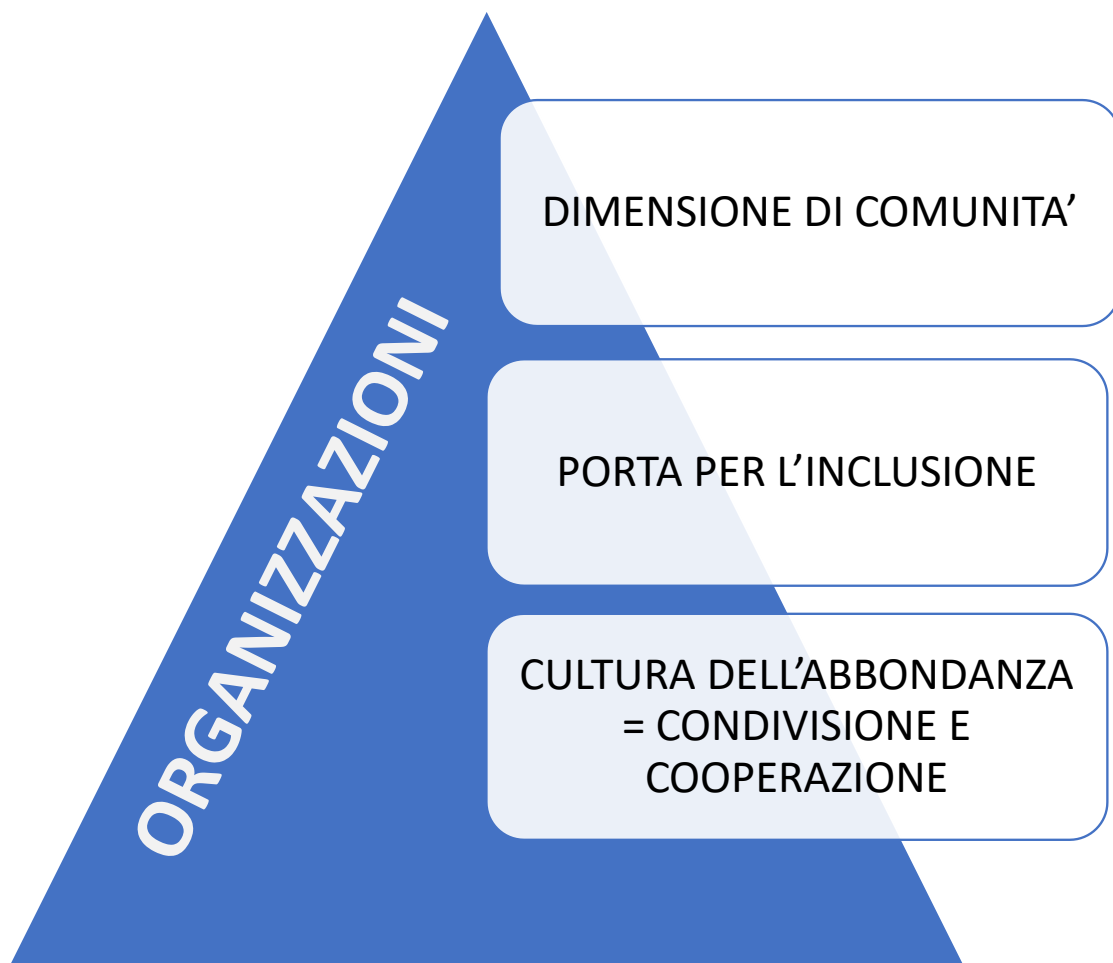 ORGANIZZAZIONI
DIMENSIONE DI COMUNITA’
PORTA PER L’INCLUSIONE
CULTURA DELL’ABBONDANZA
= CONDIVISIONE E
COOPERAZIONE